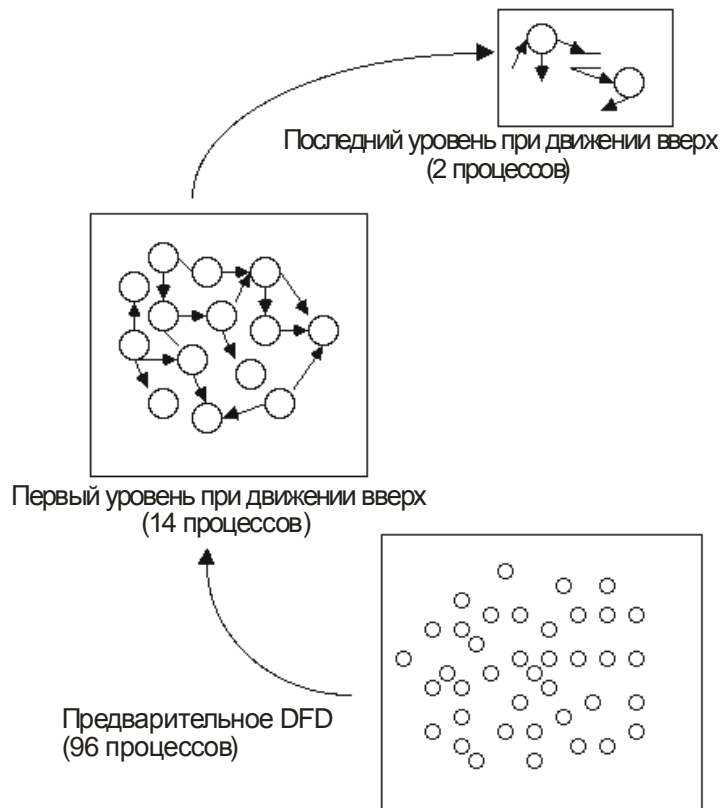 Последний уровень при движении вверх
(2 процессов)
Первый уровень при движении вверх
(14 процессов)
Предварительное DFD
(96 процессов)